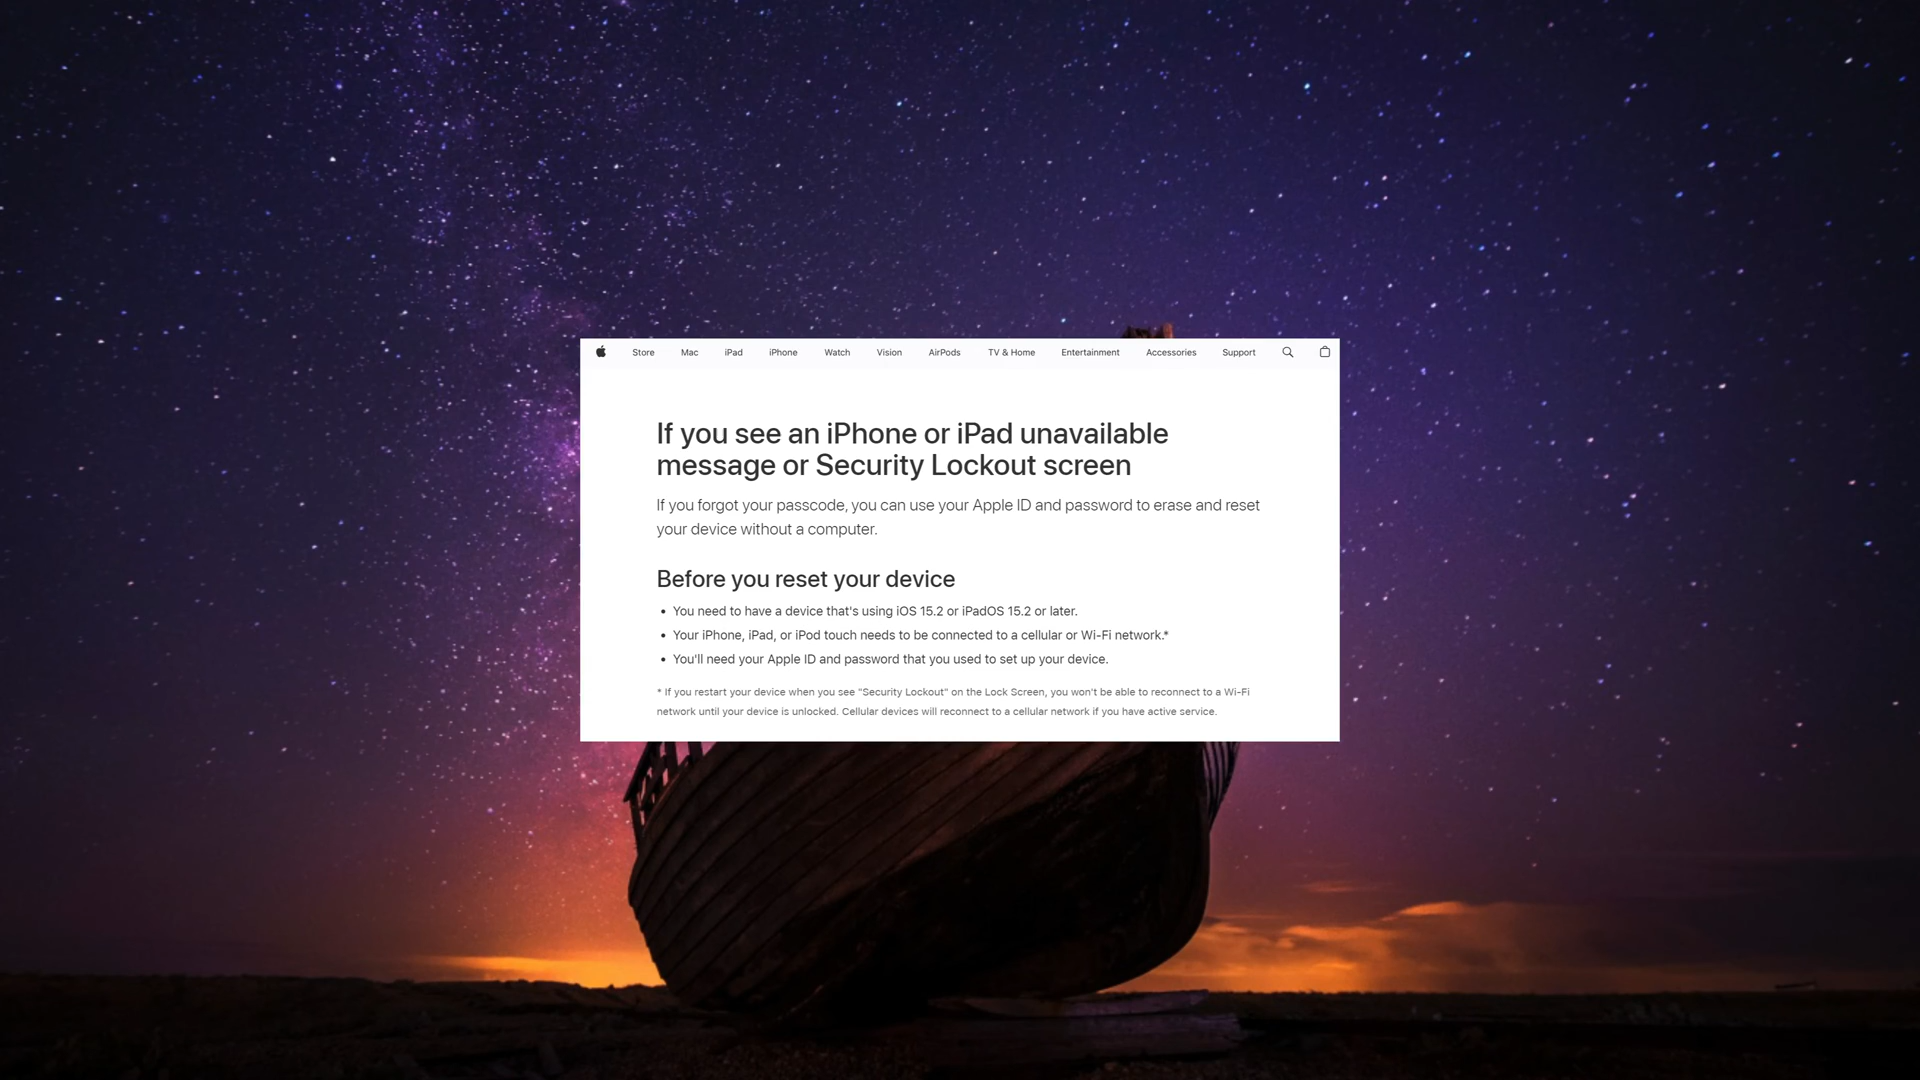 Store Mac iPad iPhone Watch Vision AirPods TV & Home Entertainment Accessories Support
If you see an iPhone or iPad unavailable
message or Security Lockout screen
If you forgot your passcode, you can use your Apple ID and password to erase and reset
your device without a computer.
Before you reset your device
• You need to have a device that's using iOS 15.2 or iPadOS 15.2 or later.
• Your iPhone, iPad, or iPod touch needs to be connected to a cellular or Wi-Fi network.*
• You'll need your Apple ID and password that you used to set up your device.
* If you restart your device when you see "Security Lockout" on the Lock Screen, you won't be able to reconnect to a Wi-Fi
network until your device is unlocked. Cellular devices will reconnect to a cellular network if you have active service.